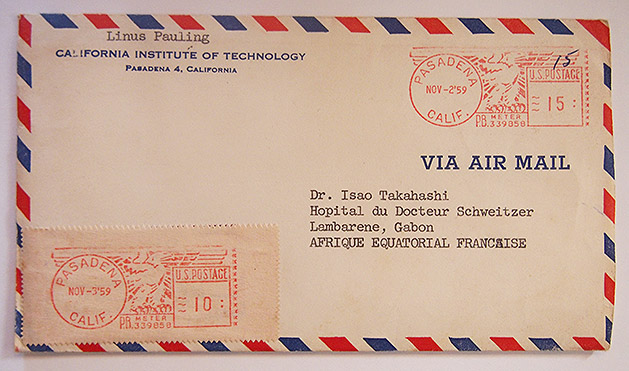 Linus Pauling
CALIFORNIA INSTITUTE OF TECHNOLOGY
PASADENA 4, CALIFORNIA
15
PASADENA
NOV-2'59
CALIF.
U.S. POSTAGE
15
METER
P.B. 339858
VIA AIR MAIL
Dr. Isao Takahashi
Hopital du Docteur Schweitzer
Lambarene, Gabon
AFRIQUE EQUATORIAL FRANCAISE
PASADENA
NOV-3'59
CALIF.
U.S. POSTAGE
10
METER
P.B. 339858